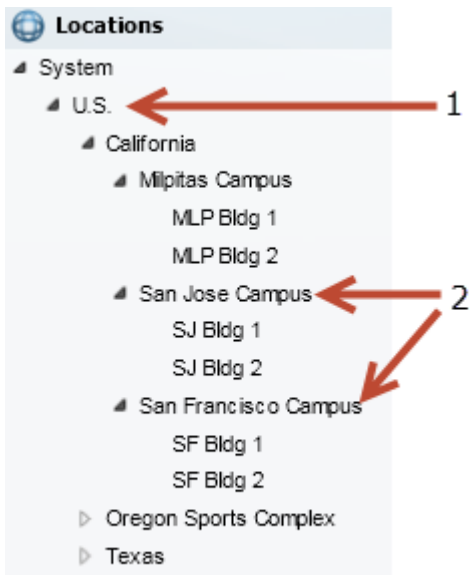 Locations
System
U.S.
1
California
Milpitas Campus
MLP Bldg 1
MLP Bldg 2
San Jose Campus
2
SJ Bldg 1
SJ Bldg 2
San Francisco Campus
SF Bldg 1
SF Bldg 2
Oregon Sports Complex
Texas